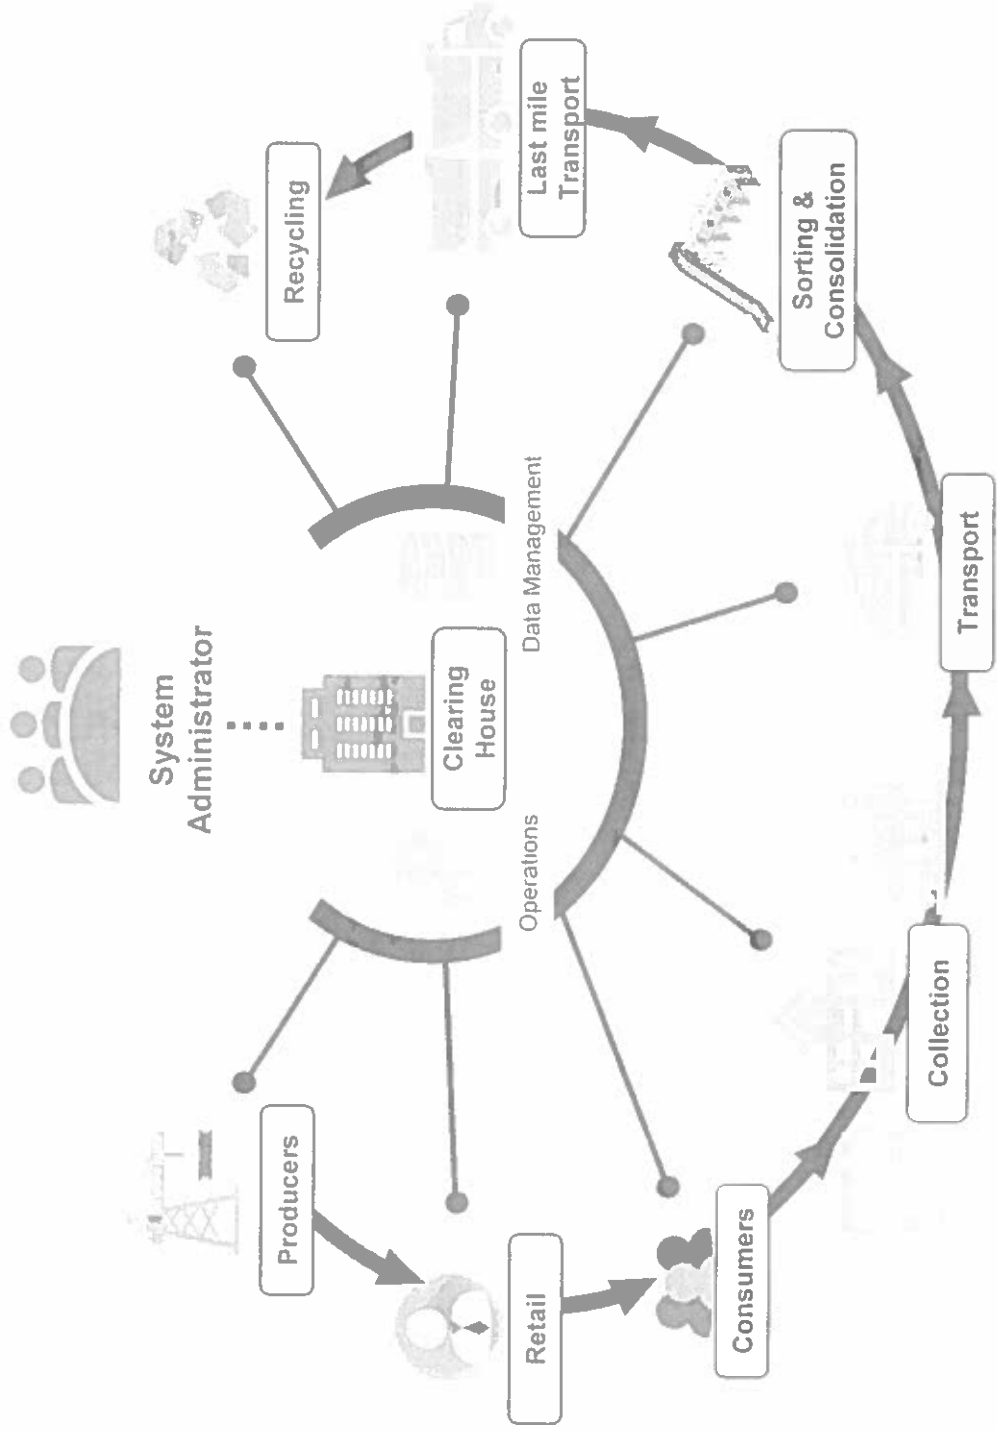 System
Administrator
Clearing
House
Operations
Data Management
Producers
Retail
Consumers
Collection
Transport
Sorting &
Consolidation
Last mile
Transport
Recycling